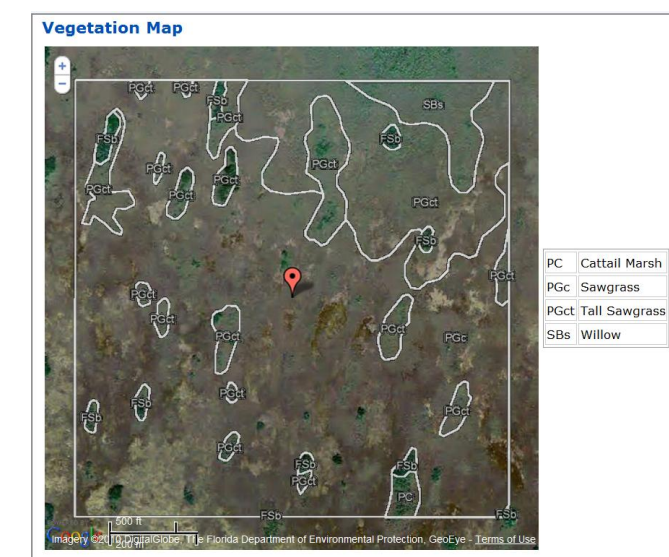 Vegetation Map
+
−
PGct PGct
FSb
PGct
SBs
FSb
FSb
PGct
PGct
PGct
PGct
PGct
PGct
FSb
PGct
PGct
PGct
PGct
PGct
PGc
PGct
FSb
FSb
PGct
PGct
FSb
PGct
FSb
PC
FSb
FSb
500 ft
200 m
Imagery ©2010 DigitalGlobe, The Florida Department of Environmental Protection, GeoEye - Terms of Use
PC Cattail Marsh
PGc Sawgrass
PGct Tall Sawgrass
SBs Willow